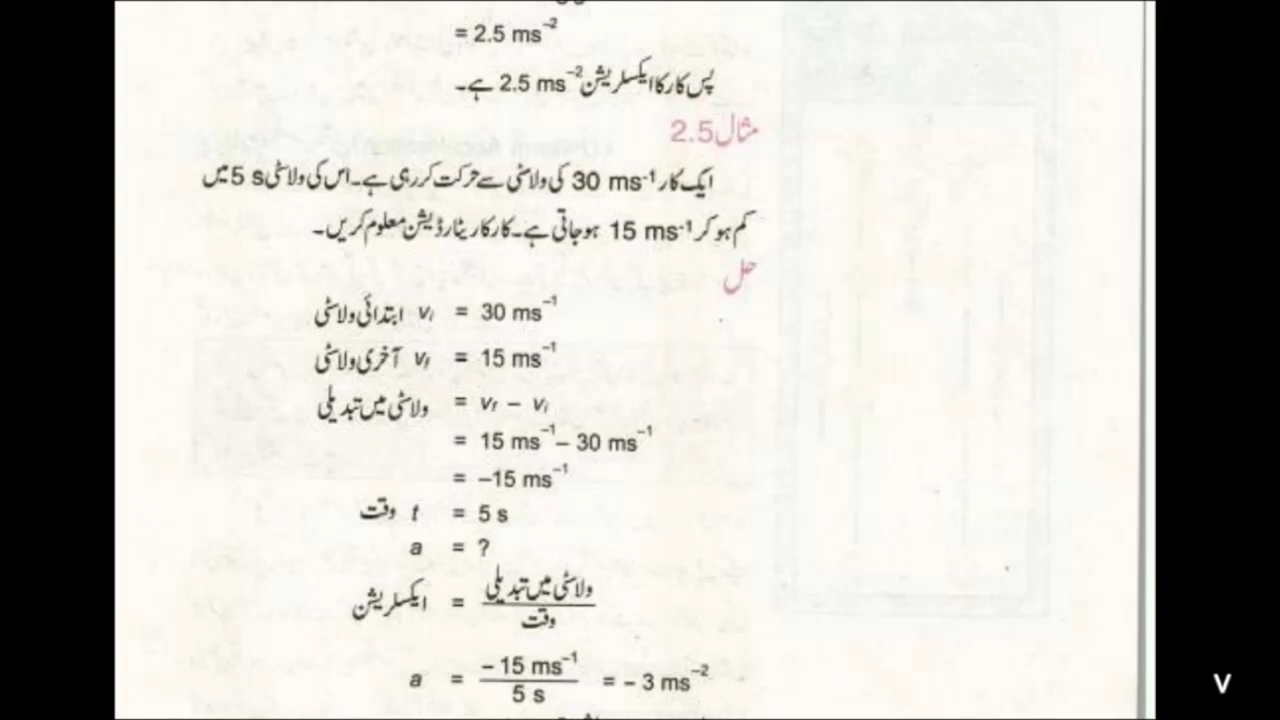 = 2.5 ms⁻²
پس کار کا ایکسلریشن 2.5 ms⁻² ہے۔
مثال 2.5
ایک کار 30 ms⁻¹ کی ولاسٹی سے حرکت کر رہی ہے۔ اس کی ولاسٹی 5 s میں
کم ہو کر 15 ms⁻¹ ہو جاتی ہے۔ کار کا ریٹارڈیشن معلوم کریں۔
حل
ابتدائی ولاسٹی vᵢ = 30 ms⁻¹
آخری ولاسٹی v_f = 15 ms⁻¹
ولاسٹی میں تبدیلی = v_f – vᵢ
= 15 ms⁻¹ – 30 ms⁻¹
= –15 ms⁻¹
وقت t = 5 s
a = ?
ایکسلریشن = ولاسٹی میں تبدیلی
وقت
a = – 15 ms⁻¹ = – 3 ms⁻²
5 s
V